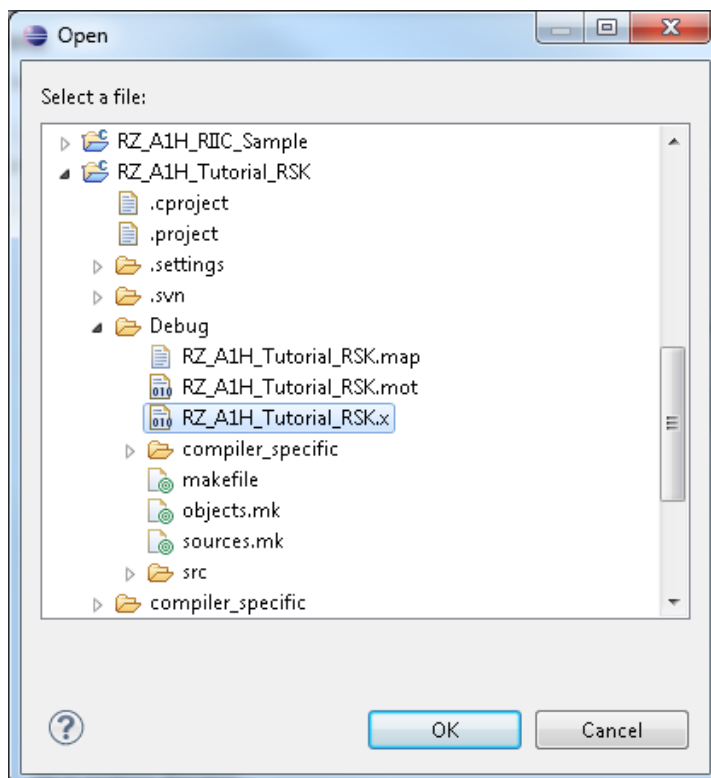 Open
Select a file:
RZ_A1H_RIIC_Sample
RZ_A1H_Tutorial_RSK
.cproject
.project
.settings
.svn
Debug
RZ_A1H_Tutorial_RSK.map
RZ_A1H_Tutorial_RSK.mot
RZ_A1H_Tutorial_RSK.x
compiler_specific
makefile
objects.mk
sources.mk
src
compiler_specific
OK Cancel